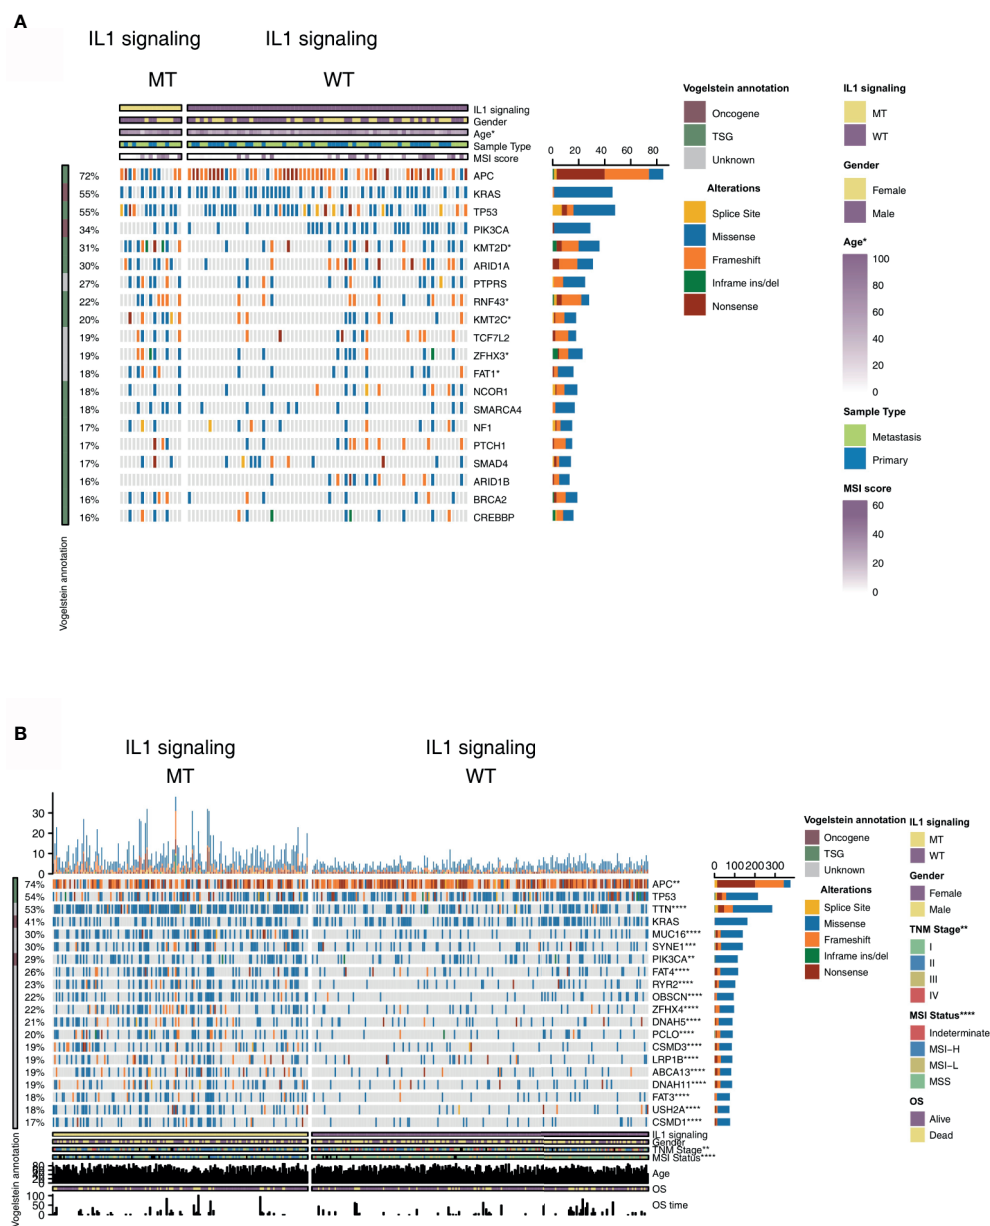 A
IL1 signaling
IL1 signaling
MT
WT
IL1 signaling
Gender
Age*
Sample Type
MSI score
0 20 40 60 80
72% APC
55% KRAS
55% TP53
34% PIK3CA
31% KMT2D*
30% ARID1A
27% PTPRS
22% RNF43*
20% KMT2C*
19% TCF7L2
19% ZFHX3*
18% FAT1*
18% NCOR1
18% SMARCA4
17% NF1
17% PTCH1
17% SMAD4
16% ARID1B
16% BRCA2
16% CREBBP
Vogelstein annotation
Vogelstein annotation
Oncogene
TSG
Unknown
Alterations
Splice Site
Missense
Frameshift
Inframe ins/del
Nonsense
IL1 signaling
MT
WT
Gender
Female
Male
Age*
100
80
60
40
20
0
Sample Type
Metastasis
Primary
MSI score
60
40
20
0
B
IL1 signaling
IL1 signaling
MT
WT
30
20
10
0
0 100 200 300
74% APC**
54% TP53
53% TTN****
41% KRAS
30% MUC16****
30% SYNE1***
29% PIK3CA**
26% FAT4****
23% RYR2****
22% OBSCN****
22% ZFHX4****
21% DNAH5****
20% PCLO****
19% CSMD3****
19% LRP1B****
19% ABCA13****
19% DNAH11****
18% FAT3****
18% USH2A****
17% CSMD1****
IL1 signaling
Gender
TNM Stage**
MSI Status****
Age
OS
100
50
0
OS time
Vogelstein annotation
Vogelstein annotation
Oncogene
TSG
Unknown
Alterations
Splice Site
Missense
Frameshift
Inframe ins/del
Nonsense
IL1 signaling
MT
WT
Gender
Female
Male
TNM Stage**
I
II
III
IV
MSI Status****
Indeterminate
MSI-H
MSI-L
MSS
OS
Alive
Dead